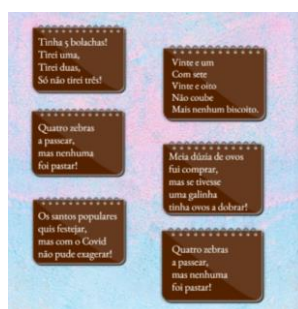 Tinha 5 bolachas!
Tirei uma,
Tirei duas,
Só não tirei três!
Quatro zebras
a passear,
mas nenhuma
foi pastar!
Os santos populares
quis festejar,
mas com o Covid
não pude exagerar!
Vinte e um
Com sete
Vinte e oito
Não coube
Mais nenhum biscoito.
Meia dúzia de ovos
fui comprar,
mas se tivesse
uma galinha
tinha ovos a dobrar!
Quatro zebras
a passear,
mas nenhuma
foi pastar!